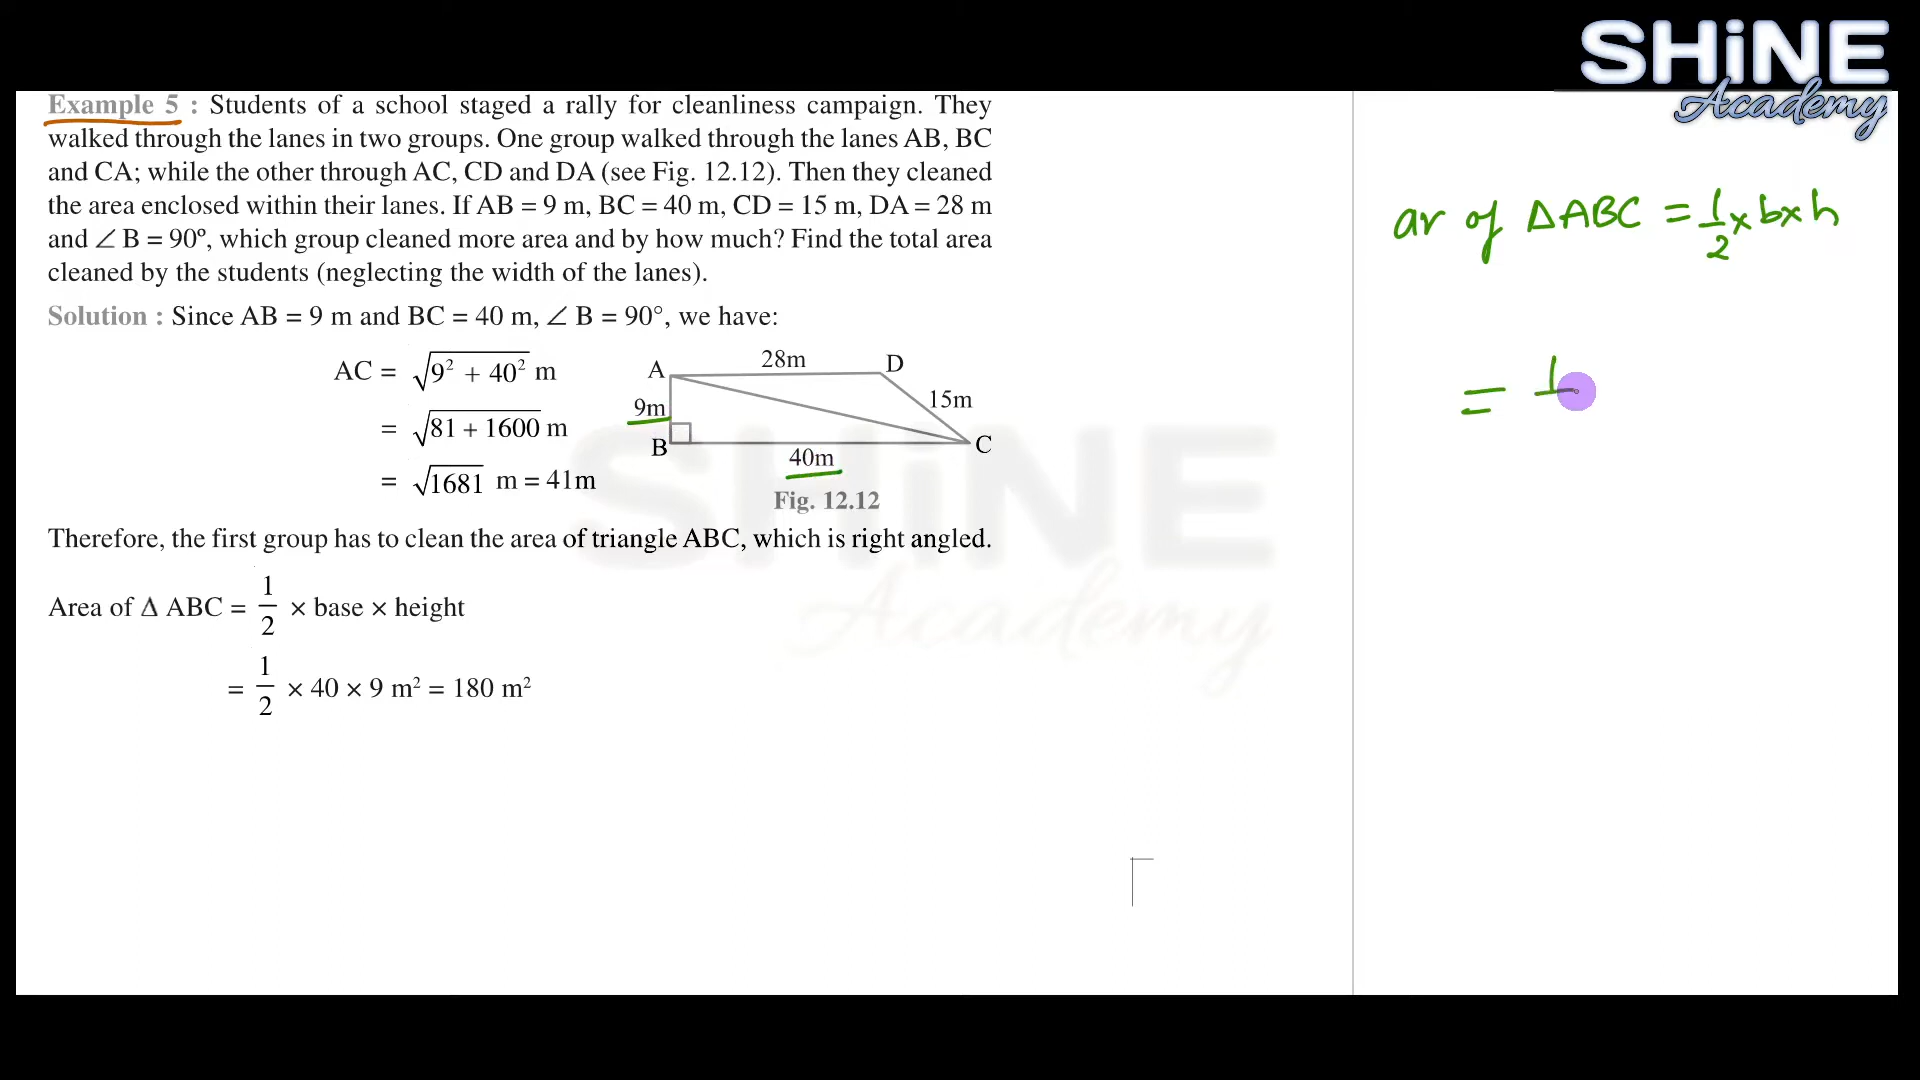 SHiNE
Academy
Example 5 : Students of a school staged a rally for cleanliness campaign. They
walked through the lanes in two groups. One group walked through the lanes AB, BC
and CA; while the other through AC, CD and DA (see Fig. 12.12). Then they cleaned
the area enclosed within their lanes. If AB = 9 m, BC = 40 m, CD = 15 m, DA = 28 m
and ∠ B = 90º, which group cleaned more area and by how much? Find the total area
cleaned by the students (neglecting the width of the lanes).
Solution : Since AB = 9 m and BC = 40 m, ∠ B = 90°, we have:
AC = √9² + 40² m
= √81 + 1600 m
= √1681 m = 41m
A 28m D
9m 15m
B C
40m
Fig. 12.12
Therefore, the first group has to clean the area of triangle ABC, which is right angled.
Area of Δ ABC = 1/2 × base × height
= 1/2 × 40 × 9 m² = 180 m²
SHiNE
Academy
ar of ΔABC = 1/2 × b × h
= 1